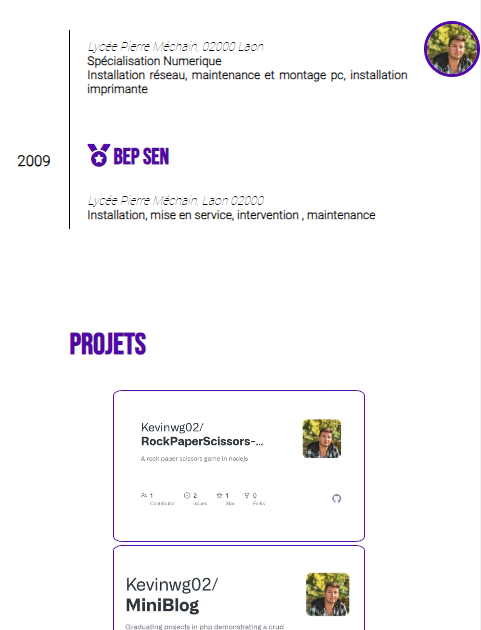 Lycée Pierre Méchain, 02000 Laon
Spécialisation Numerique
Installation réseau, maintenance et montage pc, installation
imprimante
2009
BEP SEN
Lycée Pierre Méchain, Laon 02000
Installation, mise en service, intervention , maintenance
PROJETS
Kevinwg02/
RockPaperScissors-...
A rock paper scissors game in nodejs
1
Contributor
2
Issues
1
Star
0
Forks
Kevinwg02/
MiniBlog
Graduating projects in php demonstrating a crud